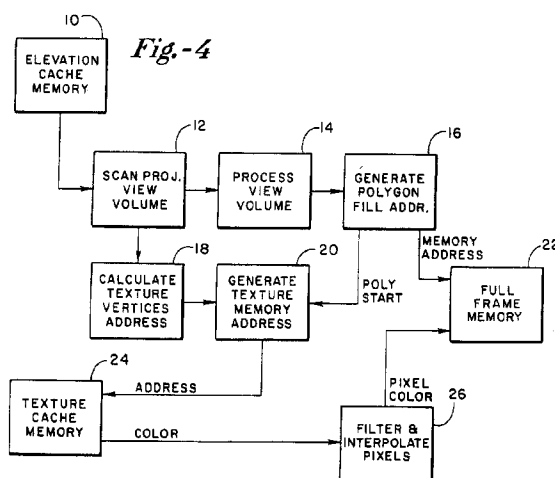 10
Fig.-4
ELEVATION
CACHE
MEMORY
12
14
16
SCAN PROJ.
VIEW
VOLUME
PROCESS
VIEW
VOLUME
GENERATE
POLYGON
FILL ADDR.
18
20
22
MEMORY
ADDRESS
CALCULATE
TEXTURE
VERTICES
ADDRESS
GENERATE
TEXTURE
MEMORY
ADDRESS
POLY
START
FULL
FRAME
MEMORY
24
ADDRESS
PIXEL
COLOR
26
TEXTURE
CACHE
MEMORY
COLOR
FILTER &
INTERPOLATE
PIXELS